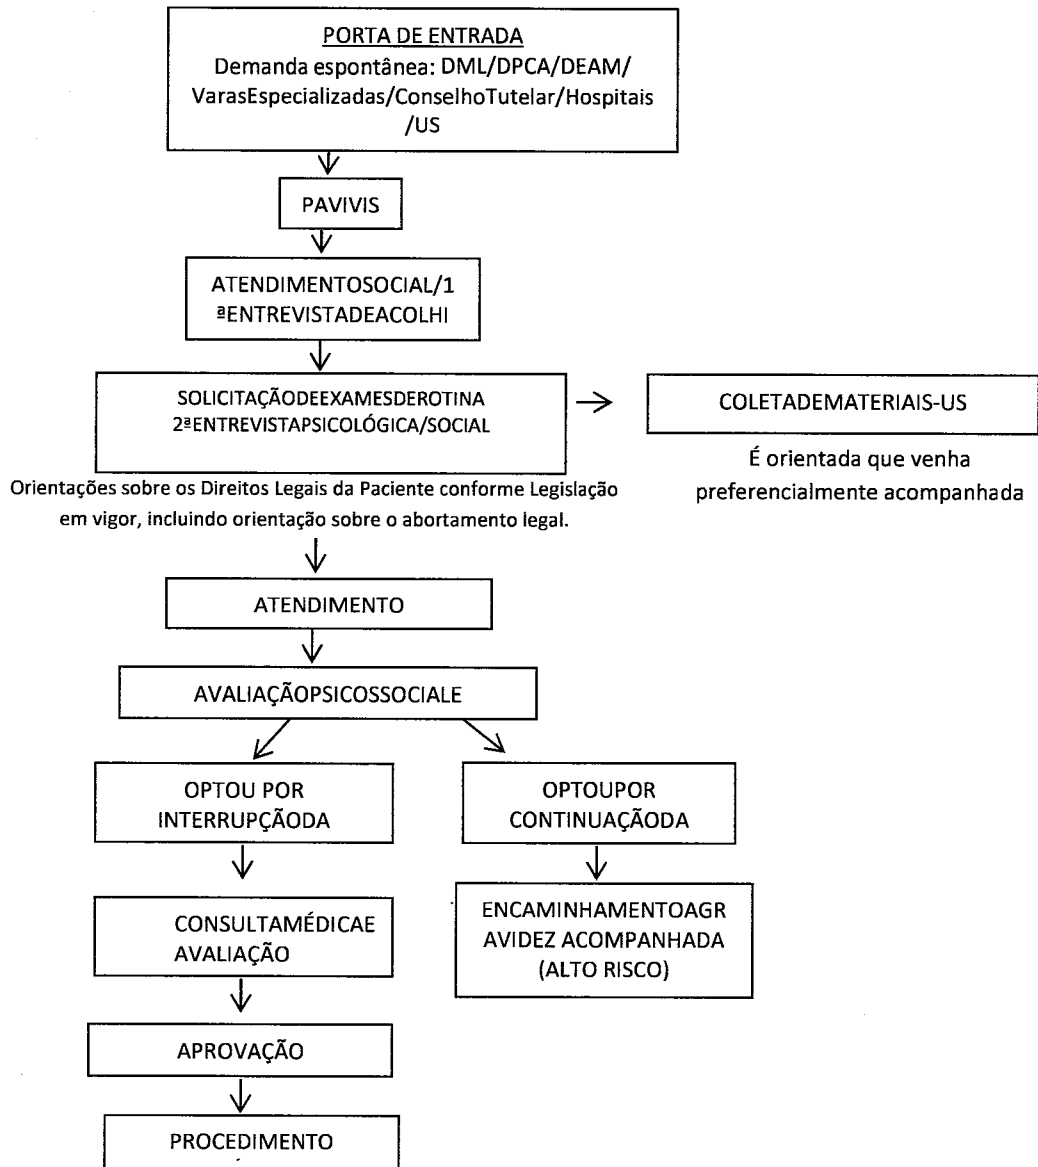 PORTA DE ENTRADA
Demanda espontânea: DML/DPCA/DEAM/
VarasEspecializadas/ConselhoTutelar/Hospitais
/US
PAVIVIS
ATENDIMENTOSOCIAL/1
ªENTREVISTADEACOLHI
SOLICITAÇÃODEEXAMESDEROTINA
2ªENTREVISTAPSICOLÓGICA/SOCIAL
COLETADEMATERIAIS-US
É orientada que venha
preferencialmente acompanhada
Orientações sobre os Direitos Legais da Paciente conforme Legislação
em vigor, incluindo orientação sobre o abortamento legal.
ATENDIMENTO
AVALIAÇÃOPSICOSSOCIALE
OPTOU POR
INTERRUPÇÃODA
OPTOUPOR
CONTINUAÇÃODA
CONSULTAMÉDICAE
AVALIAÇÃO
ENCAMINHAMENTOAGR
AVIDEZ ACOMPANHADA
(ALTO RISCO)
APROVAÇÃO
PROCEDIMENTO